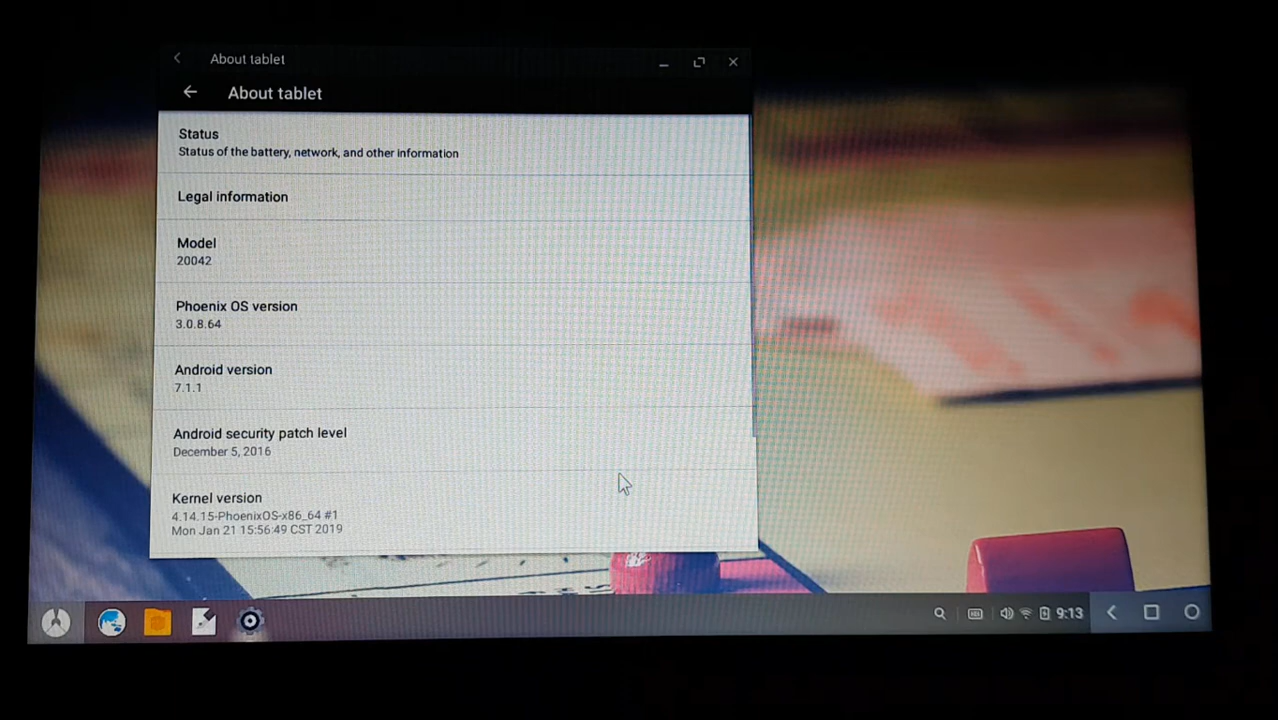 About tablet
About tablet
Status
Status of the battery, network, and other information
Legal information
Model
20042
Phoenix OS version
3.0.8.64
Android version
7.1.1
Android security patch level
December 5, 2016
Kernel version
4.14.15-PhoenixOS-x86_64 #1
Mon Jan 21 15:56:49 CST 2019
9:13